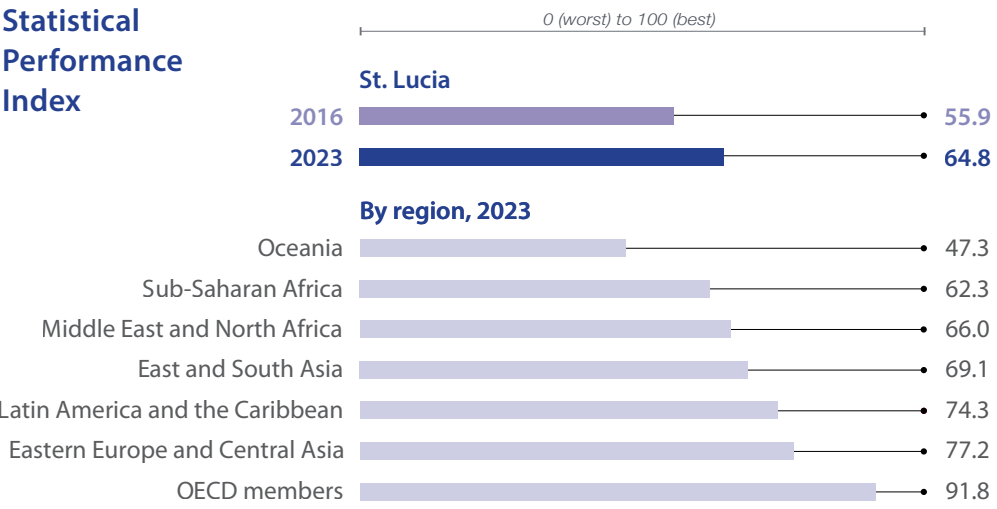 Statistical
Performance
Index
0 (worst) to 100 (best)
St. Lucia
2016 55.9
2023 64.8
By region, 2023
Oceania 47.3
Sub-Saharan Africa 62.3
Middle East and North Africa 66.0
East and South Asia 69.1
Latin America and the Caribbean 74.3
Eastern Europe and Central Asia 77.2
OECD members 91.8